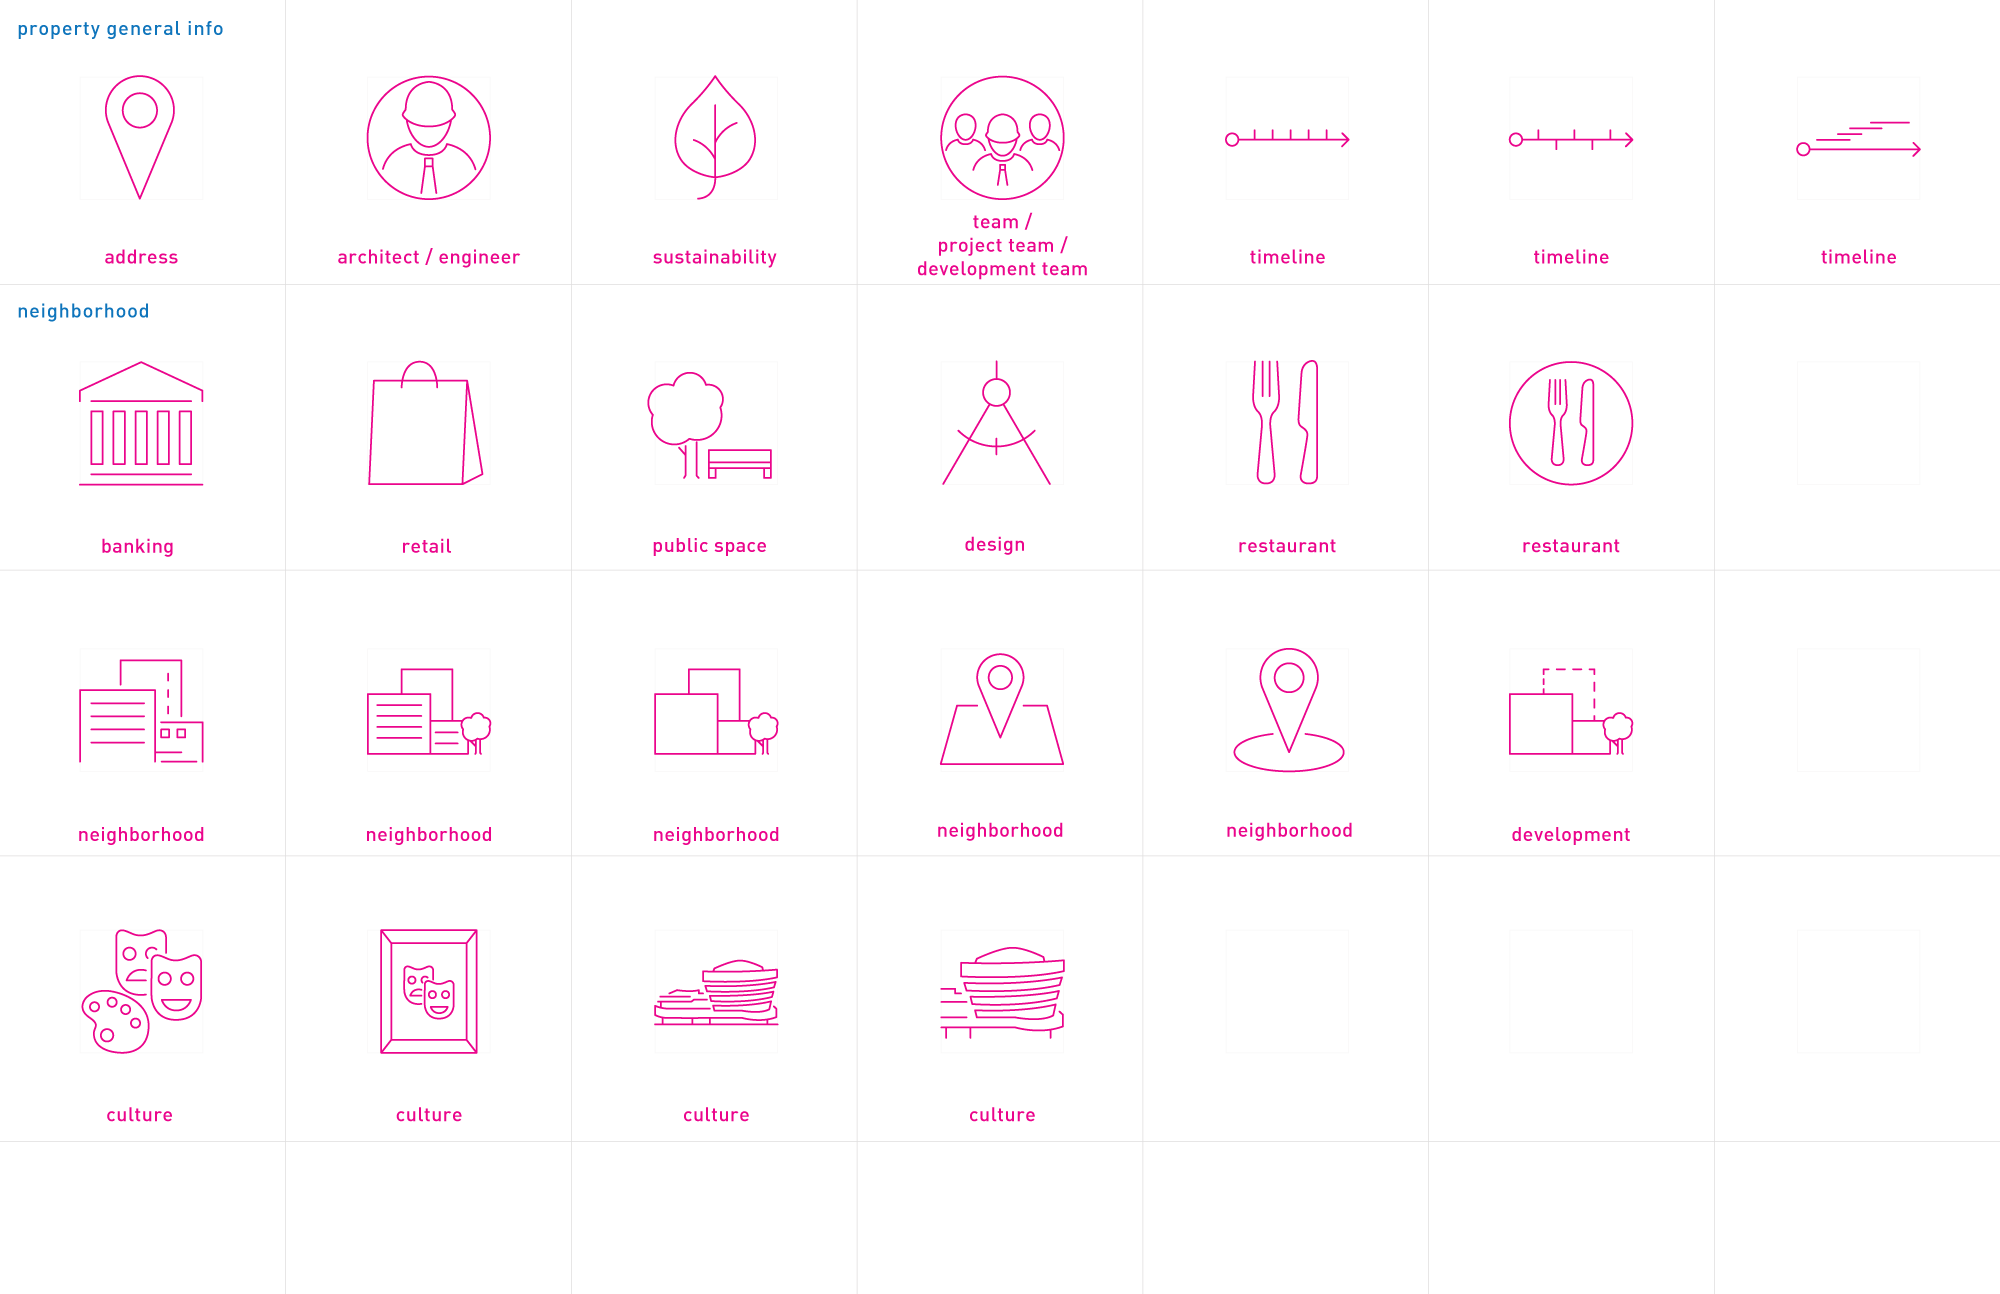 property general info
address
architect / engineer
sustainability
team /
project team /
development team
timeline
timeline
timeline
neighborhood
banking
retail
public space
design
restaurant
restaurant
neighborhood
neighborhood
neighborhood
neighborhood
neighborhood
development
culture
culture
culture
culture